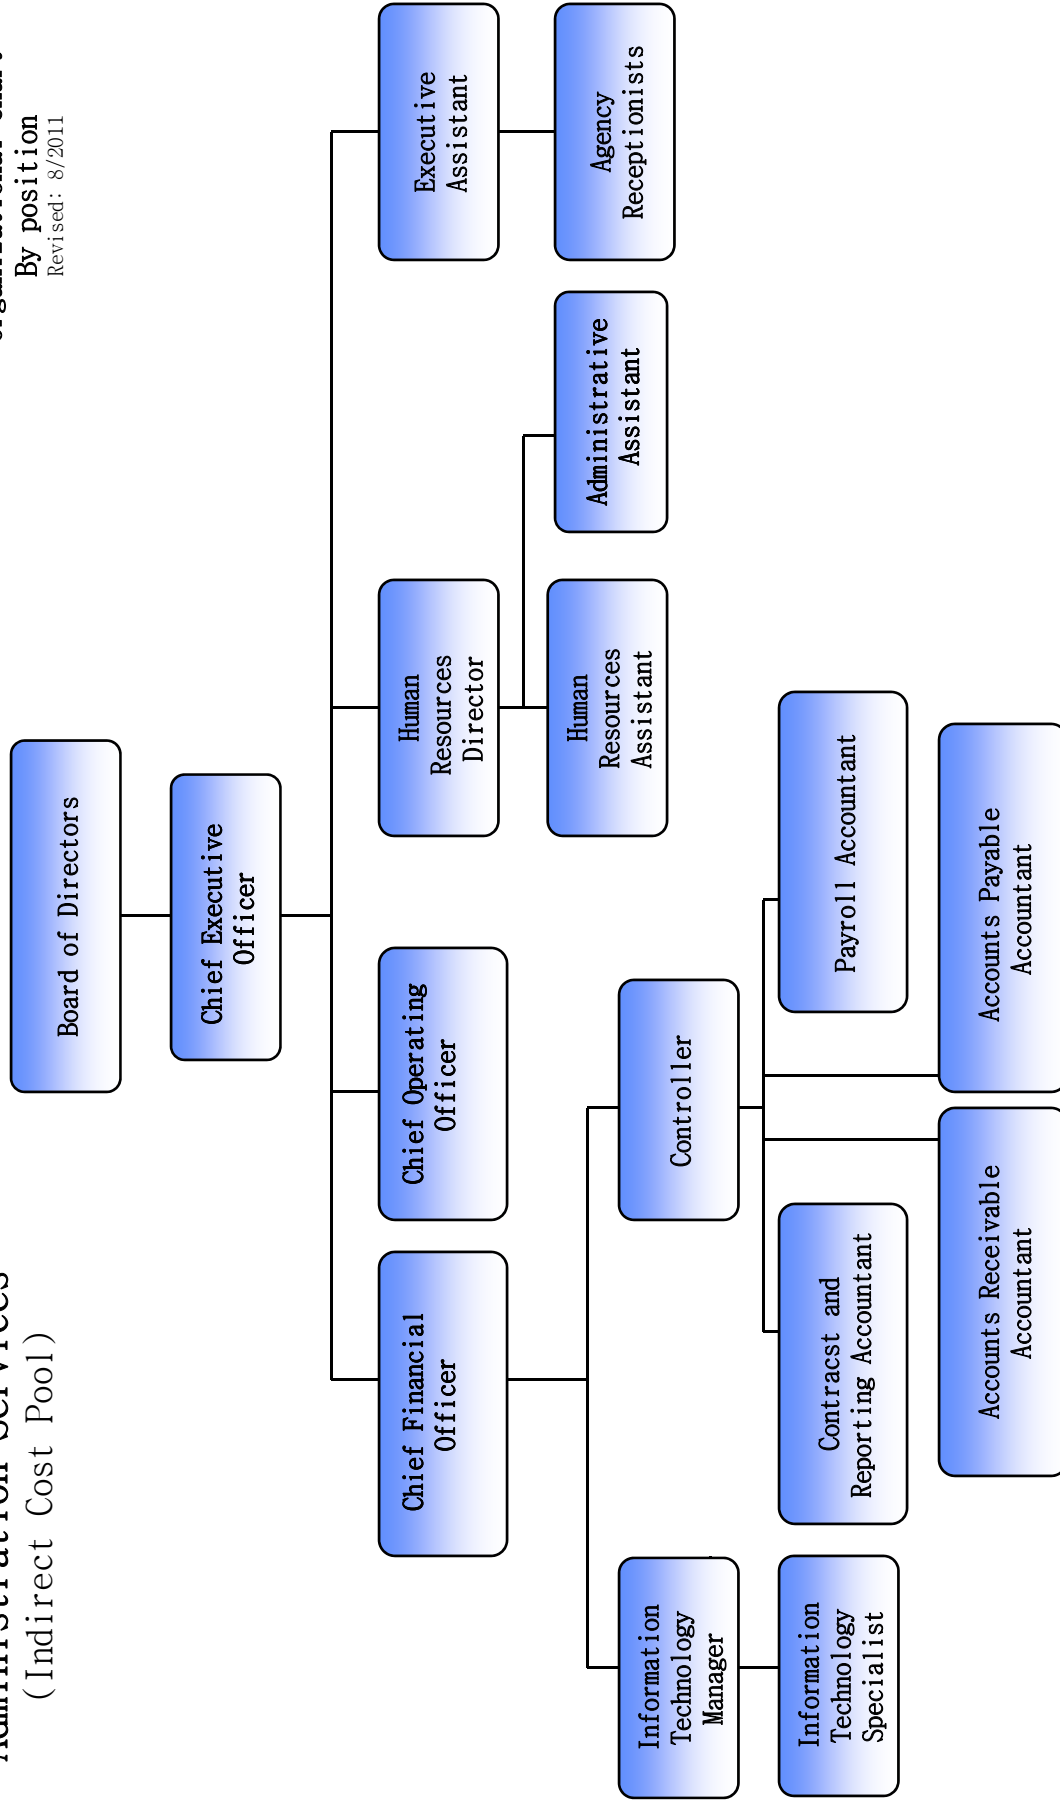 Administration Services
(Indirect Cost Pool)
By position
Revised: 8/2011
Board of Directors
Chief Executive
Officer
Chief Financial
Officer
Chief Operating
Officer
Human
Resources
Director
Executive
Assistant
Information
Technology
Manager
Controller
Human
Resources
Assistant
Administrative
Assistant
Agency
Receptionists
Information
Technology
Specialist
Contracst and
Reporting Accountant
Payroll Accountant
Accounts Receivable
Accountant
Accounts Payable
Accountant